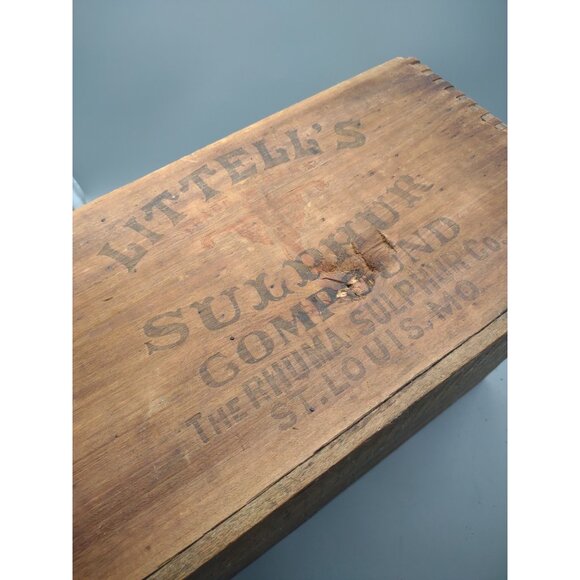 LITTELL'S
SULPHUR
COMPOUND
THE RHUMA SULPHUR CO.
ST. LOUIS, MO.